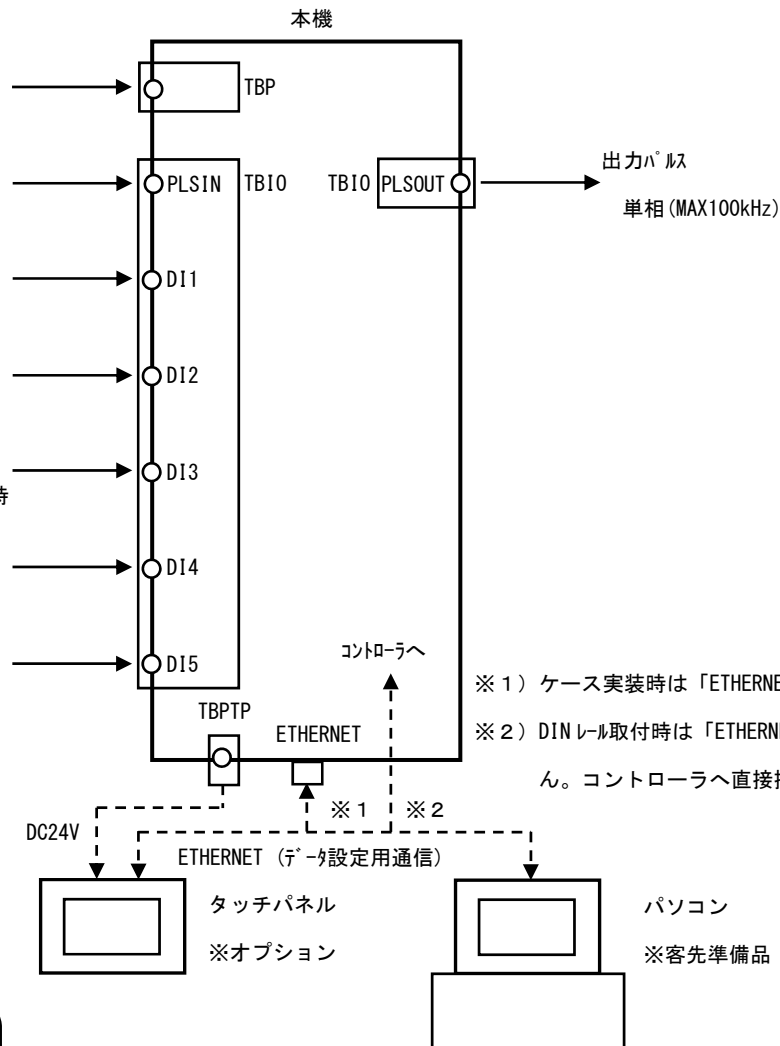 本機
TBP
PLSIN TBIO
TBIO PLSOUT
出力ﾊﾟﾙｽ
単相(MAX100kHz)
DI1
DI2
DI3
時
DI4
DI5
ｺﾝﾄﾛｰﾗへ
※１）ケース実装時は「ETHERNE
※２）DINﾚｰﾙ取付時は「ETHERN
ん。コントローラへ直接
TBPTP
ETHERNET
※１ ※２
DC24V
ETHERNET（ﾃﾞｰﾀ設定用通信）
タッチパネル
※オプション
パソコン
※客先準備品